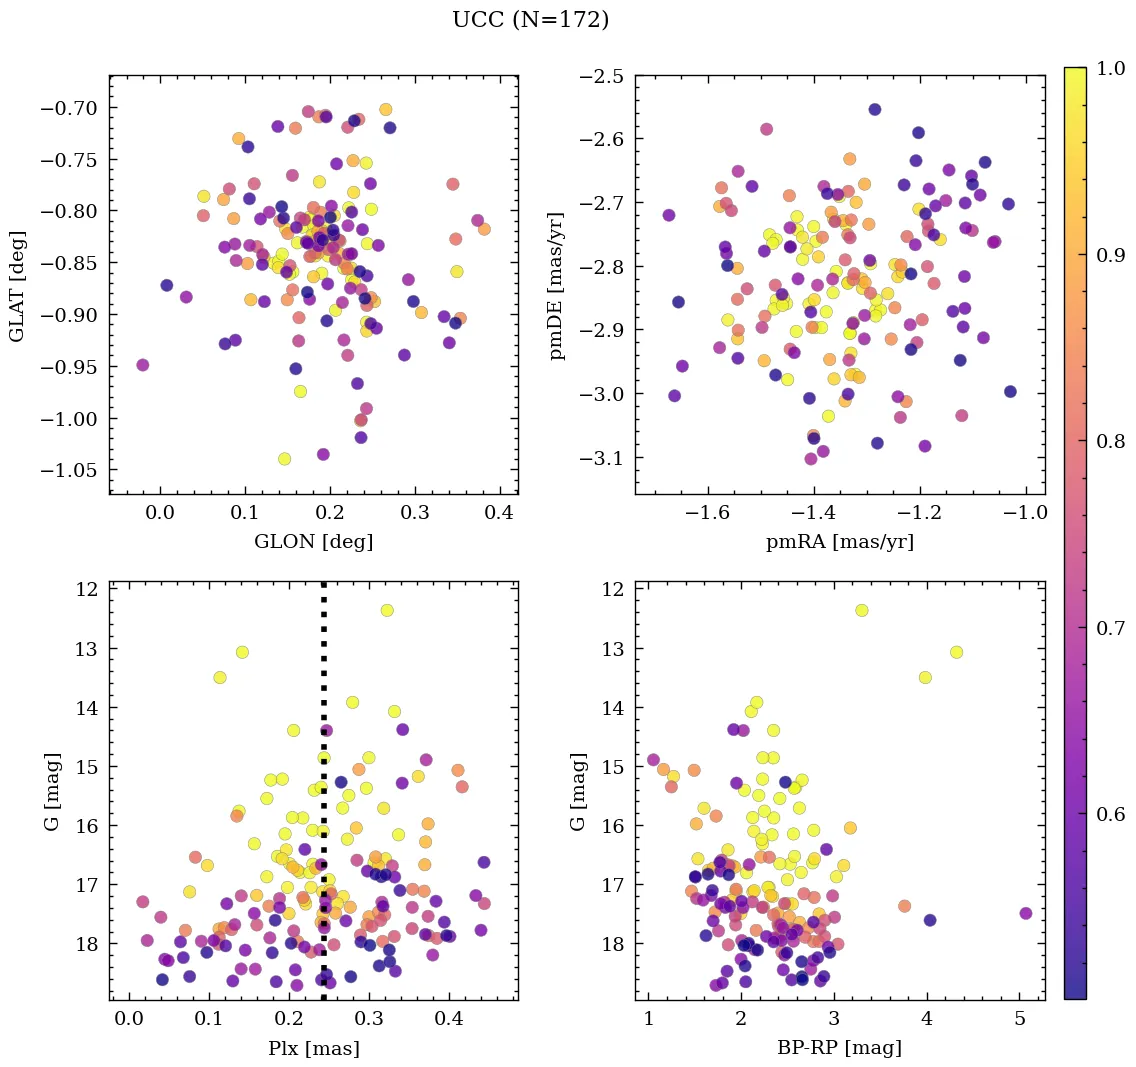 UCC (N=172)
−0.70
−0.75
−0.80
−0.85
−0.90
−0.95
−1.00
−1.05
GLAT [deg]
0.0 0.1 0.2 0.3 0.4
GLON [deg]
−2.5
−2.6
−2.7
−2.8
−2.9
−3.0
−3.1
pmDE [mas/yr]
−1.6 −1.4 −1.2 −1.0
pmRA [mas/yr]
1.0
0.9
0.8
0.7
0.6
12
13
14
15
16
17
18
G [mag]
0.0 0.1 0.2 0.3 0.4
Plx [mas]
12
13
14
15
16
17
18
G [mag]
1 2 3 4 5
BP-RP [mag]